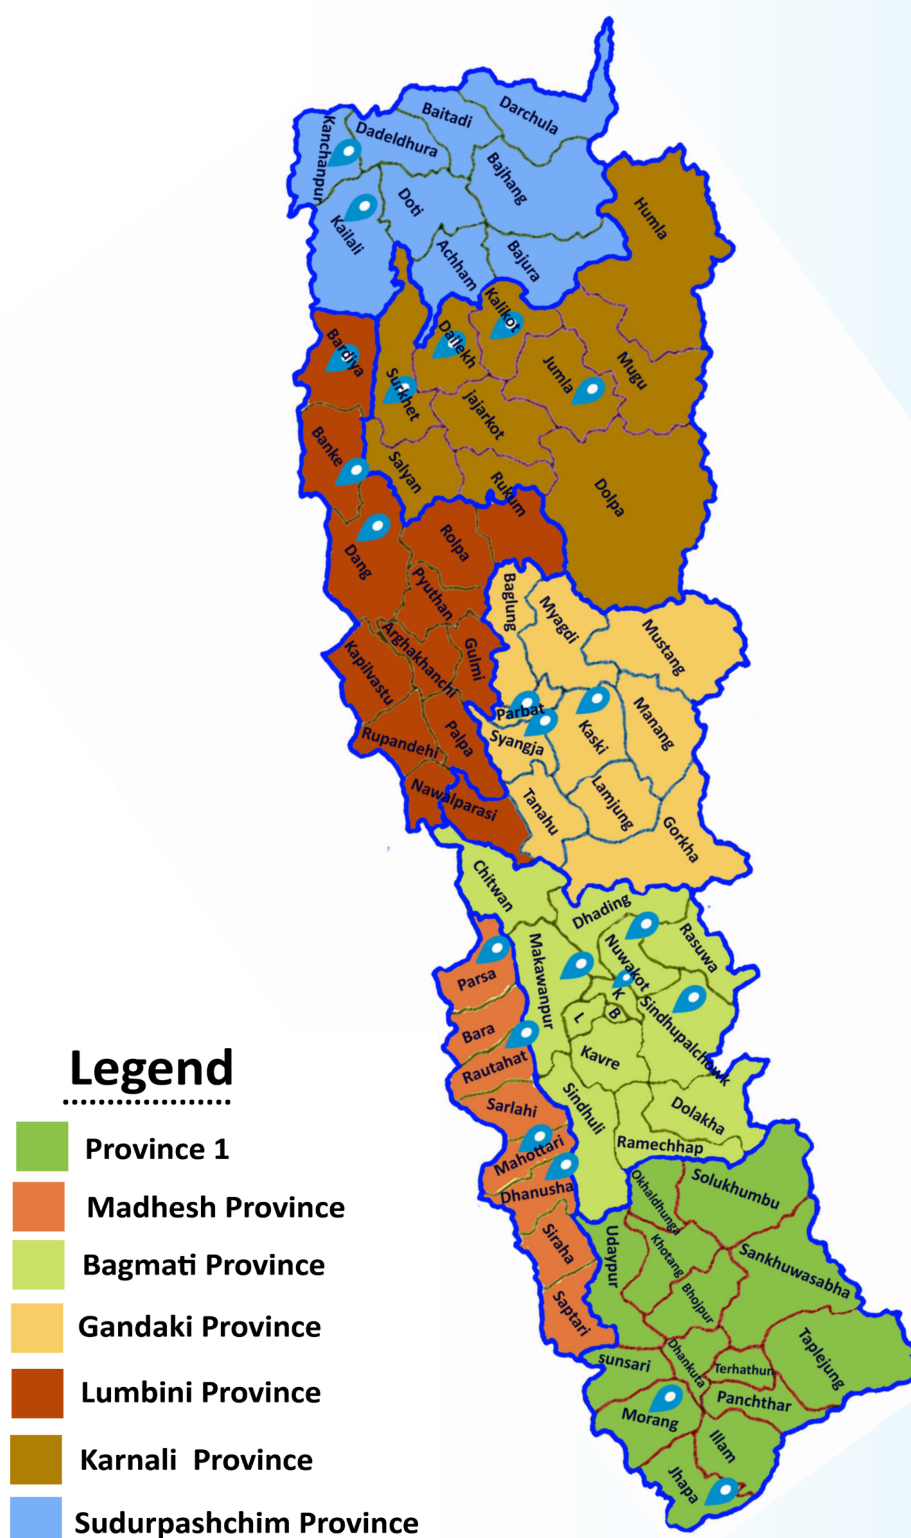 Darchula
Baitadi
Dadeldhura
Kanchanpur
Bajhang
Doti
Kailali
Achham
Bajura
Humla
Kalikot
Dailekh
Bardiya
Surkhet
Jumla
Mugu
jajarkot
Banke
Salyan
Rukum
Dolpa
Rolpa
Dang
Pyuthan
Baglung
Myagdi
Mustang
Arghakhanchi
Gulmi
Kapilvastu
Parbat
Syangja
Kaski
Manang
Rupandehi
Palpa
Nawalparasi
Tanahu
Lamjung
Gorkha
Chitwan
Dhading
Rasuwa
Nuwakot
Makawanpur
Parsa
K
B
L
Sindhupalchowk
Bara
Kavre
Rautahat
Sarlahi
Sindhuli
Dolakha
Ramechhap
Mahottari
Dhanusha
Okhaldhunga
Solukhumbu
Siraha
Udaypur
Khotang
Sankhuwasabha
Bhojpur
Saptari
sunsari
Dhankuta
Terhathun
Taplejung
Panchthar
Morang
Illam
Jhapa
Legend
Province 1
Madhesh Province
Bagmati Province
Gandaki Province
Lumbini Province
Karnali Province
Sudurpashchim Province